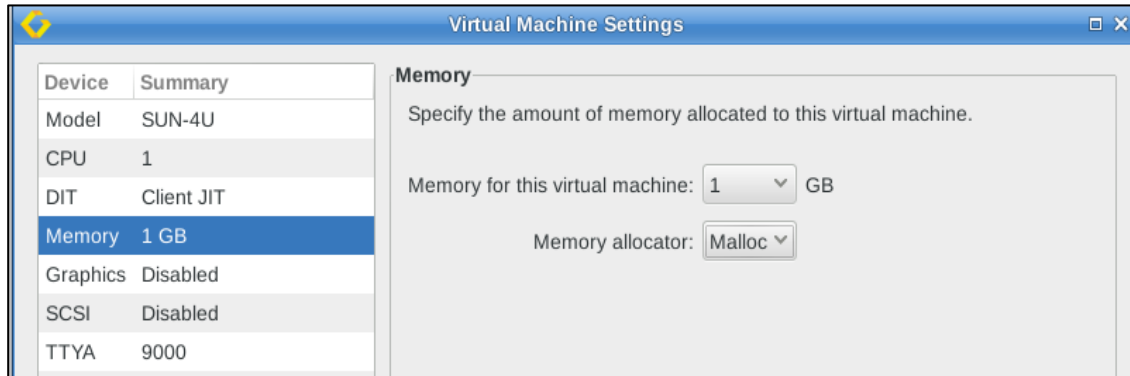 Virtual Machine Settings
Device Summary
Model SUN-4U
CPU 1
DIT Client JIT
Memory 1 GB
Graphics Disabled
SCSI Disabled
TTYA 9000
Memory
Specify the amount of memory allocated to this virtual machine.
Memory for this virtual machine: 1 GB
Memory allocator: Malloc